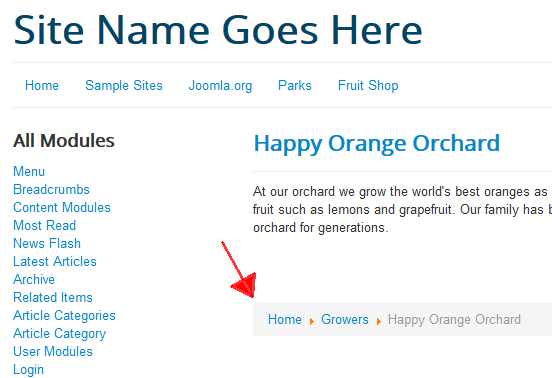 Site Name Goes Here
Home Sample Sites Joomla.org Parks Fruit Shop
All Modules
Menu
Breadcrumbs
Content Modules
Most Read
News Flash
Latest Articles
Archive
Related Items
Article Categories
Article Category
User Modules
Login
Happy Orange Orchard
At our orchard we grow the world's best oranges as
fruit such as lemons and grapefruit. Our family has
orchard for generations.
Home Growers Happy Orange Orchard